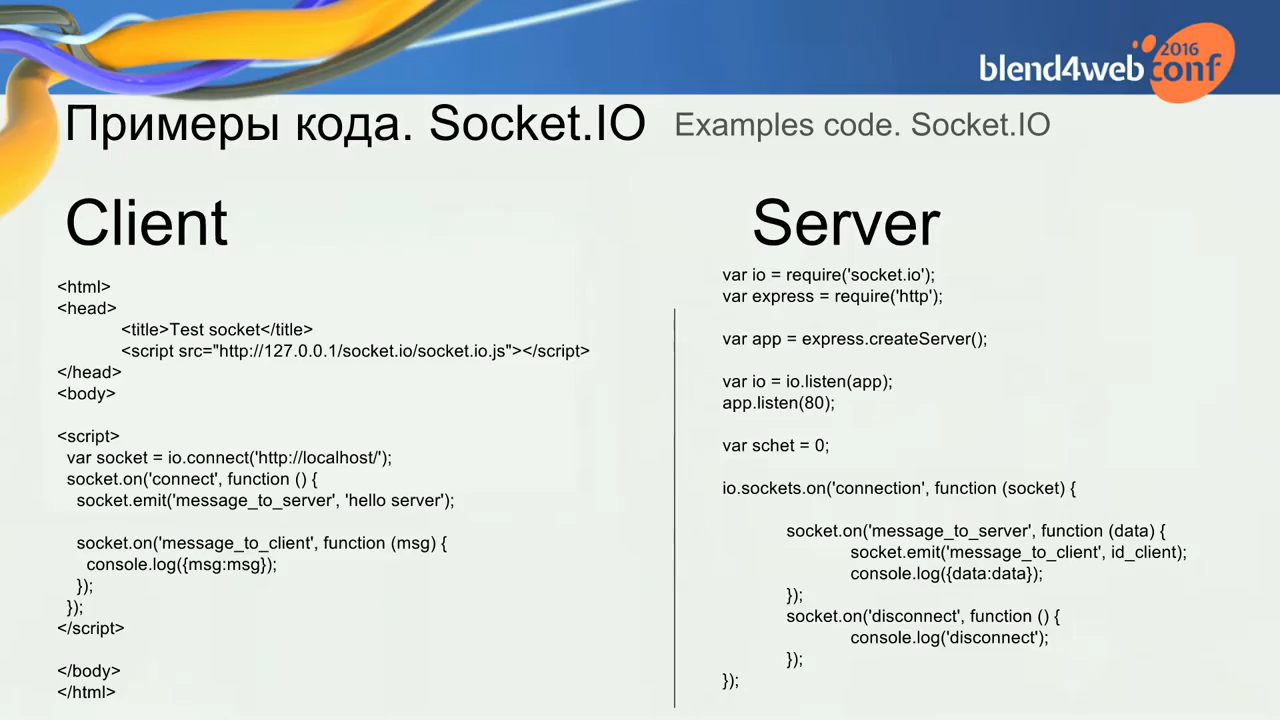 2016
blend4web conf
Примеры кода. Socket.IO Examples code. Socket.IO
Client
<html>
<head>
<title>Test socket</title>
<script src="http://127.0.0.1/socket.io/socket.io.js"></script>
</head>
<body>
<script>
var socket = io.connect('http://localhost/');
socket.on('connect', function () {
socket.emit('message_to_server', 'hello server');
socket.on('message_to_client', function (msg) {
console.log({msg:msg});
});
});
</script>
</body>
</html>
Server
var io = require('socket.io');
var express = require('http');
var app = express.createServer();
var io = io.listen(app);
app.listen(80);
var schet = 0;
io.sockets.on('connection', function (socket) {
socket.on('message_to_server', function (data) {
socket.emit('message_to_client', id_client);
console.log({data:data});
});
socket.on('disconnect', function () {
console.log('disconnect');
});
});